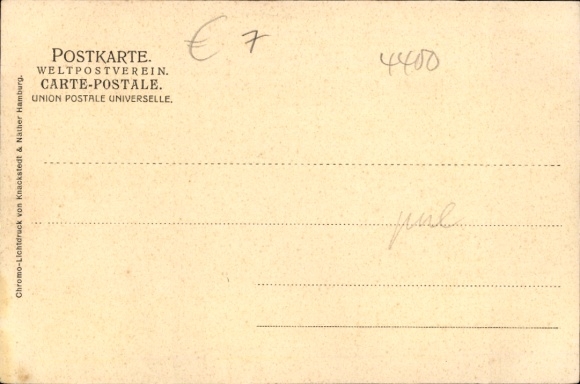 POSTKARTE.
WELTPOSTVEREIN.
CARTE-POSTALE.
UNION POSTALE UNIVERSELLE.
€ 7
4400
Chromo-Lichtdruck von Knackstedt & Näther Hamburg.